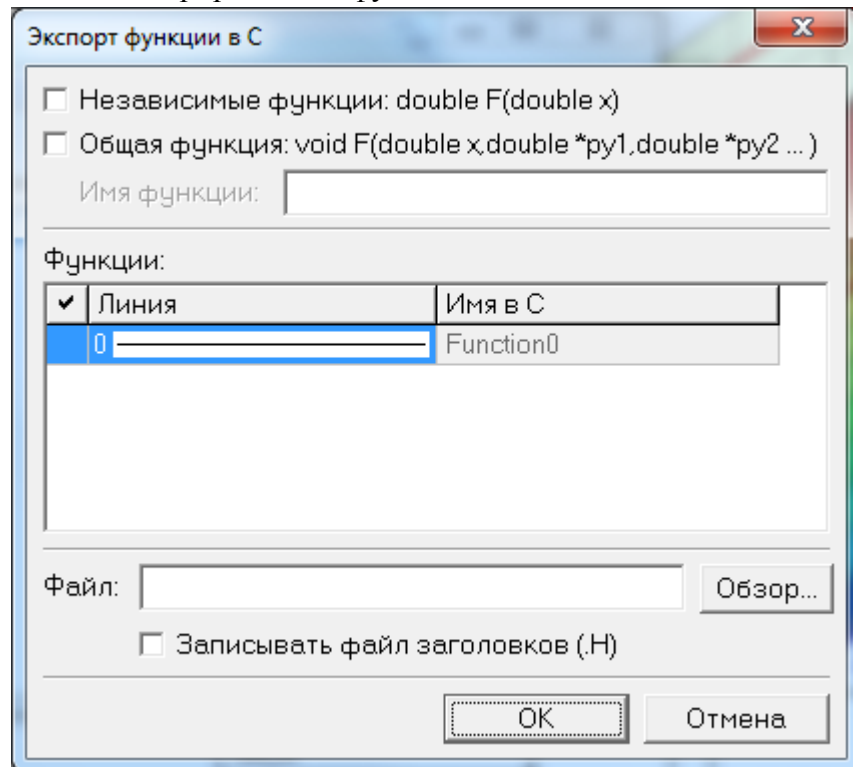 Экспорт функции в С
Независимые функции: double F(double x)
Общая функция: void F(double x,double *py1,double *py2 ... )
Имя функции:
Функции:
✔ Линия Имя в С
0 Function0
Файл: Обзор...
Записывать файл заголовков (.H)
OK Отмена